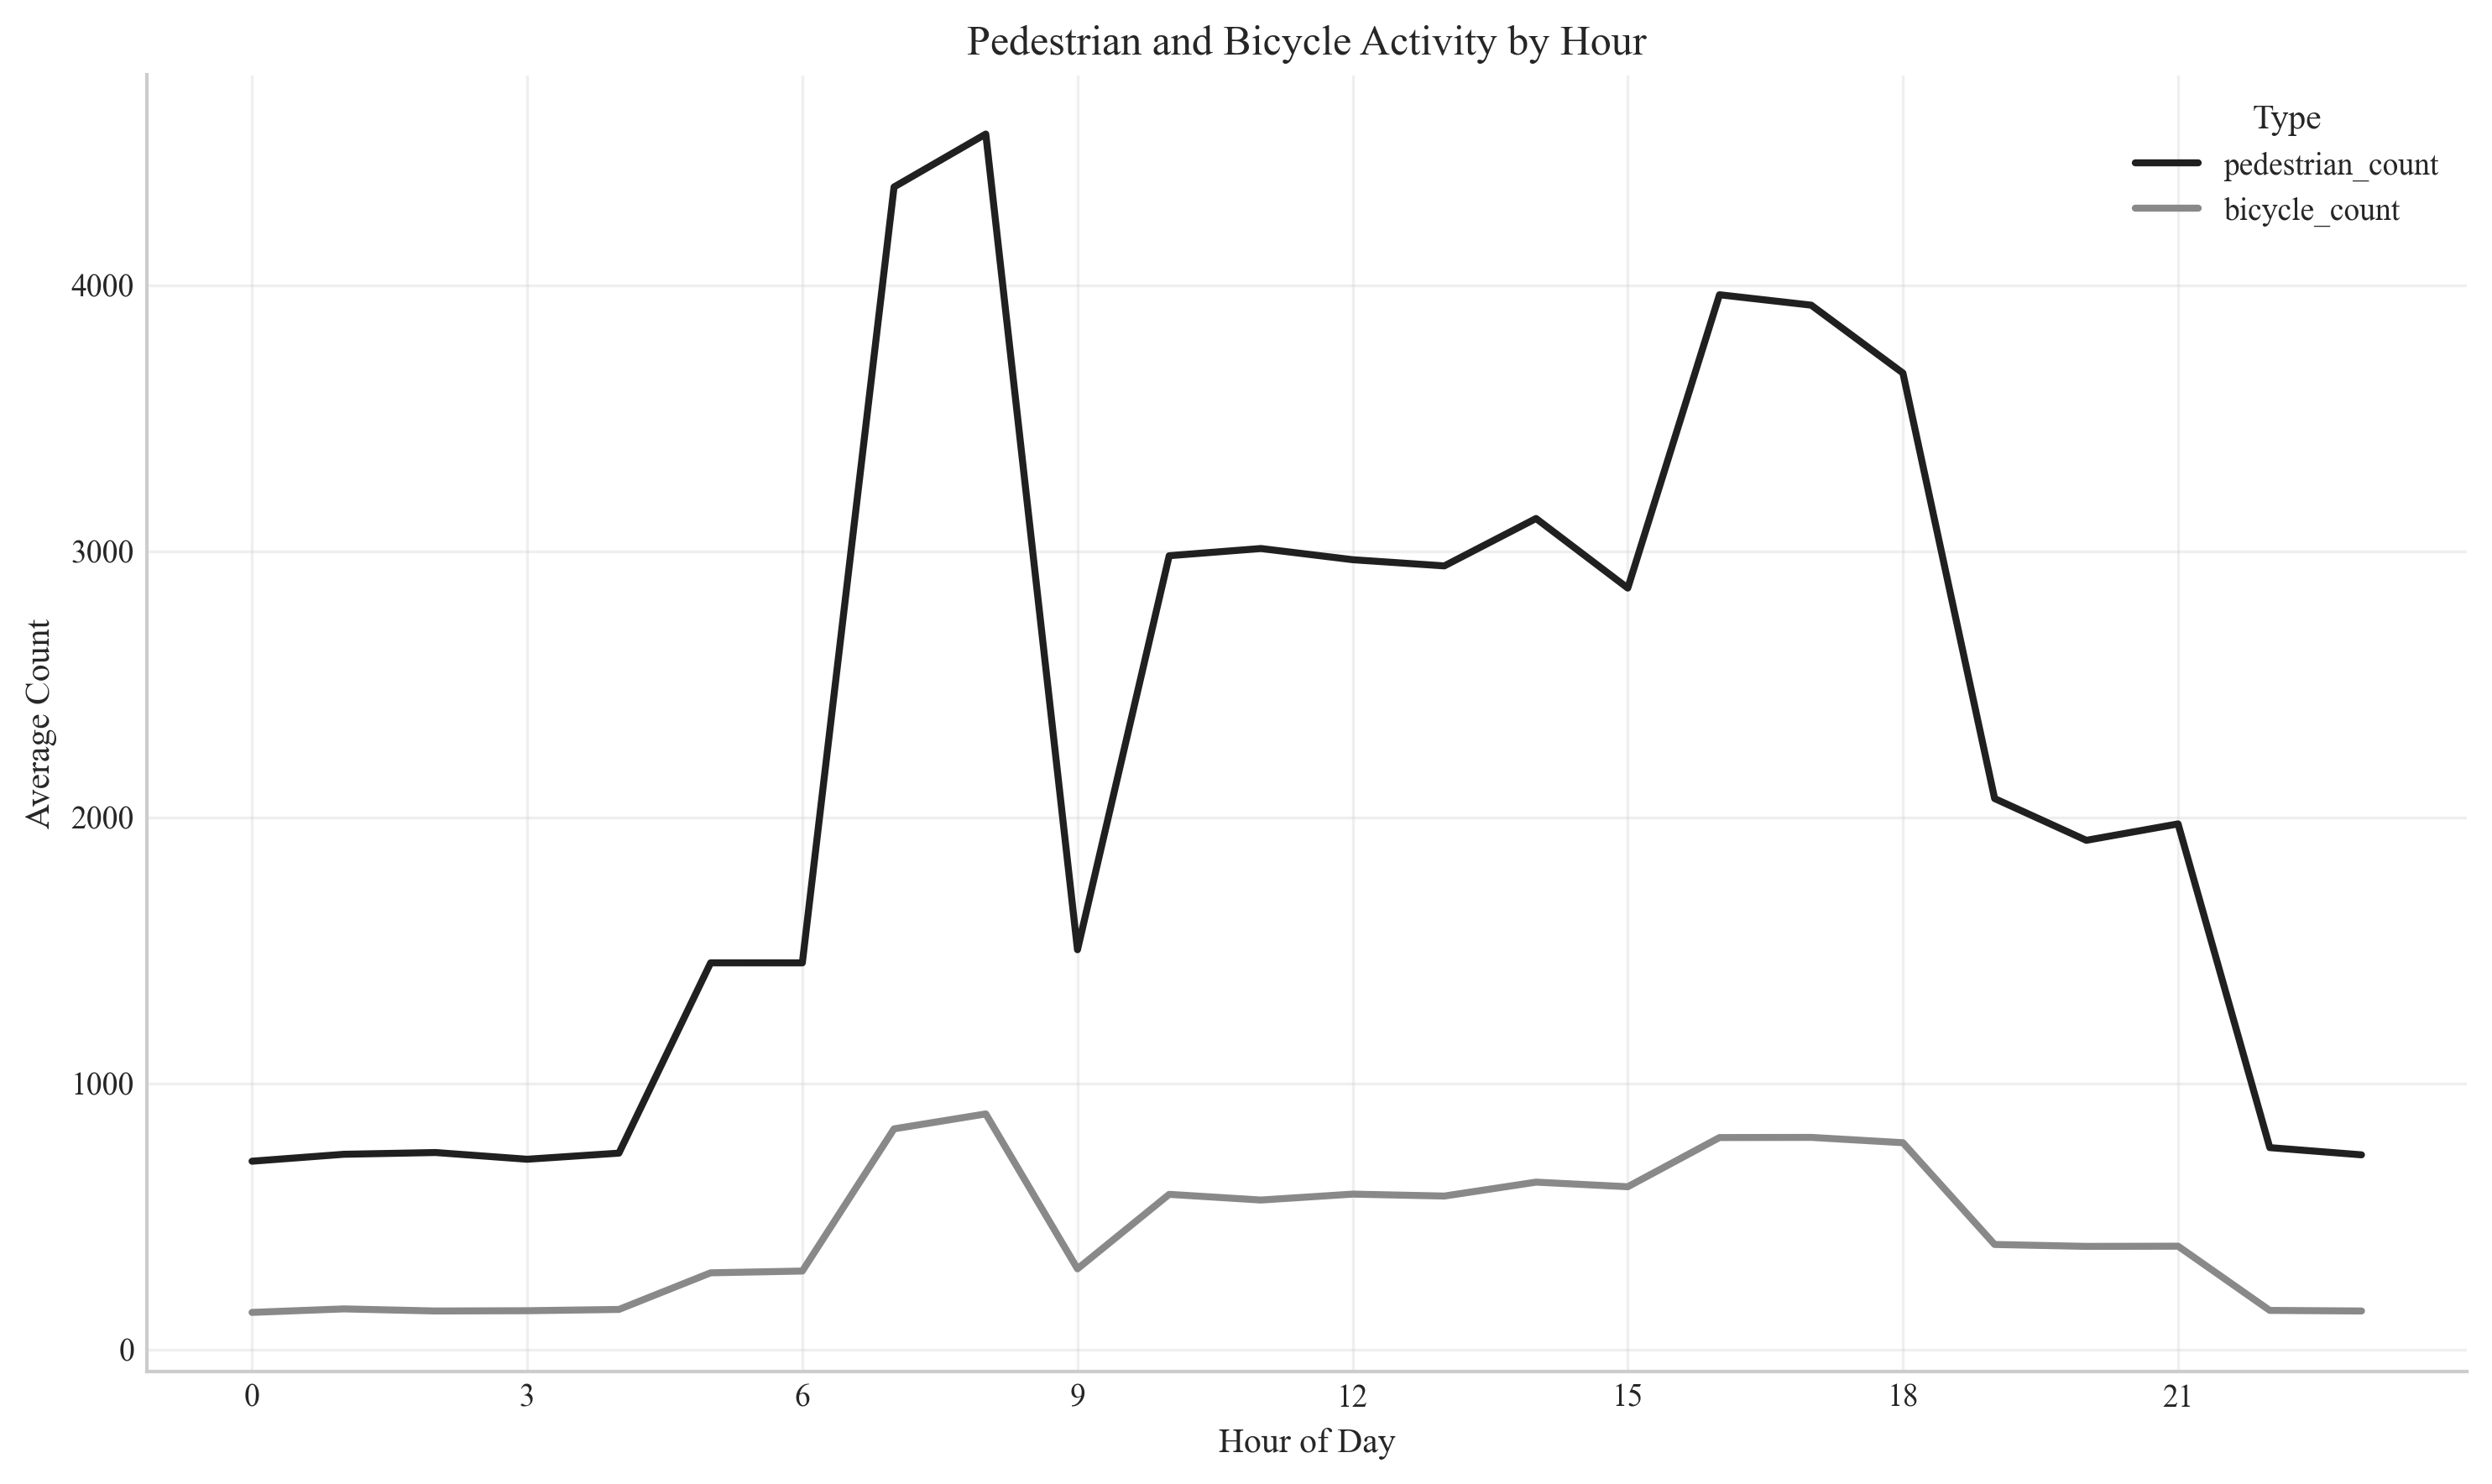 Pedestrian and Bicycle Activity by Hour
Type
pedestrian_count
bicycle_count
4000
3000
2000
1000
0
Average Count
0 3 6 9 12 15 18 21
Hour of Day